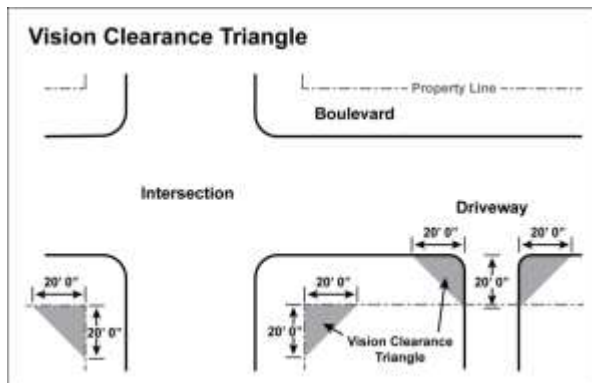 Vision Clearance Triangle
Property Line
Boulevard
Intersection
Driveway
20' 0"
20' 0"
20' 0"
20' 0"
20' 0"
20' 0"
20' 0"
Vision Clearance
Triangle